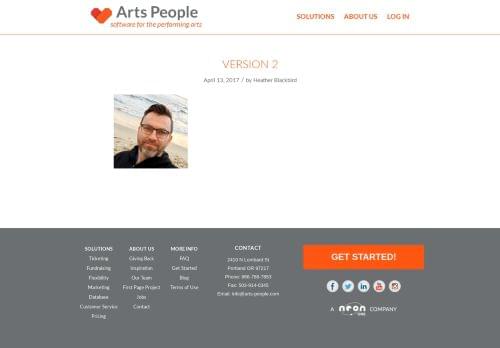 Arts People
software for the performing arts
SOLUTIONS ABOUT US LOG IN
VERSION 2
April 13, 2017 / by Heather Blackbird
SOLUTIONS
Ticketing
Fundraising
Flexibility
Marketing
Database
Customer Service
Pricing
ABOUT US
Giving Back
Inspiration
Our Team
First Page Project
Jobs
Contact
MORE INFO
FAQ
Get Started
Blog
Terms of Use
CONTACT
2410 N Lombard St
Portland OR 97217
Phone: 866-788-7853
Fax: 503-914-0345
Email: info@arts-people.com
GET STARTED!
A neon one COMPANY